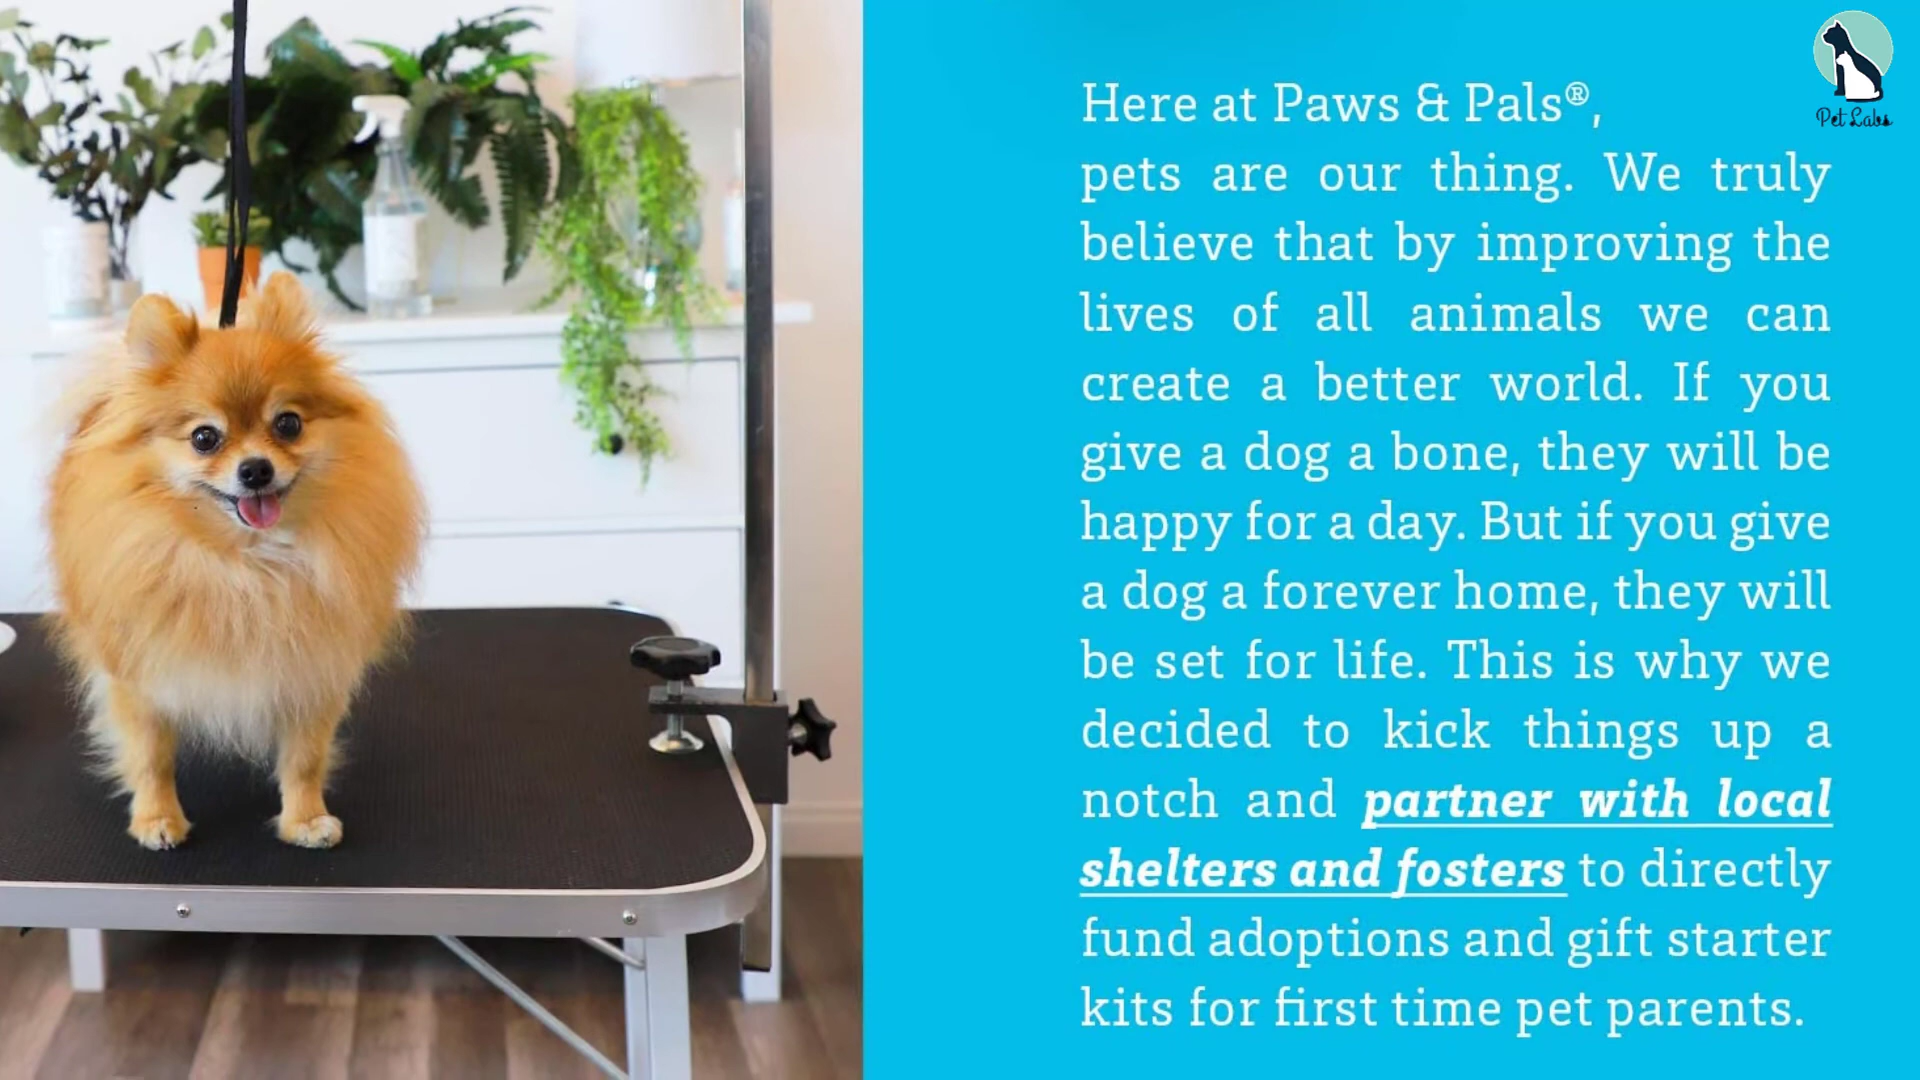 Here at Paws & Pals®,
pets are our thing. We truly
believe that by improving the
lives of all animals we can
create a better world. If you
give a dog a bone, they will be
happy for a day. But if you give
a dog a forever home, they will
be set for life. This is why we
decided to kick things up a
notch and partner with local
shelters and fosters to directly
fund adoptions and gift starter
kits for first time pet parents.
Pet Labs